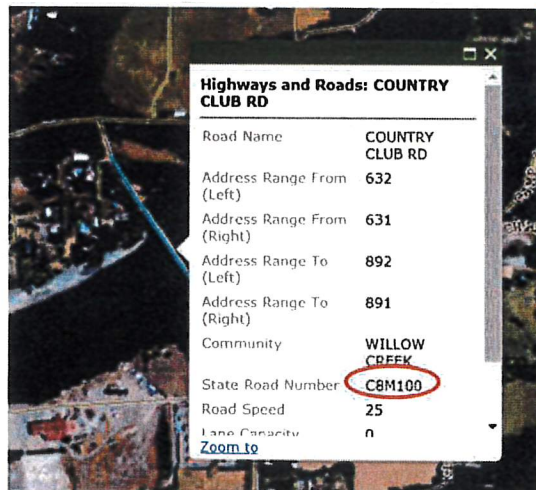 Highways and Roads: COUNTRY
CLUB RD
Road Name COUNTRY
CLUB RD
Address Range From 632
(Left)
Address Range From 631
(Right)
Address Range To 892
(Left)
Address Range To 891
(Right)
Community WILLOW
CREEK
State Road Number C8M100
Road Speed 25
Lane Capacity 0
Zoom to